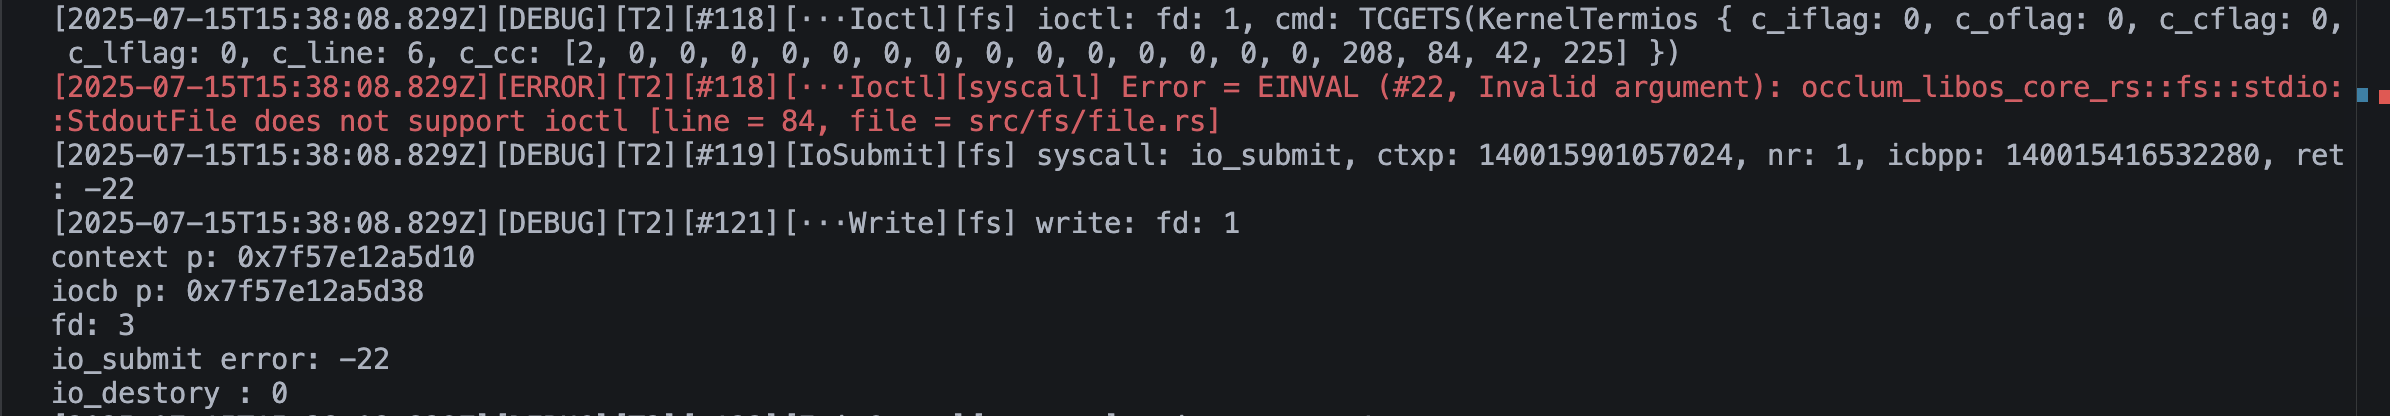 [2025-07-15T15:38:08.829Z][DEBUG][T2][#118][···Ioctl][fs] ioctl: fd: 1, cmd: TCGETS(KernelTermios { c_iflag: 0, c_oflag: 0, c_cflag: 0,
c_lflag: 0, c_line: 6, c_cc: [2, 0, 0, 0, 0, 0, 0, 0, 0, 0, 0, 0, 0, 0, 0, 208, 84, 42, 225] })
[2025-07-15T15:38:08.829Z][ERROR][T2][#118][···Ioctl][syscall] Error = EINVAL (#22, Invalid argument): occlum_libos_core_rs::fs::stdio:
:StdoutFile does not support ioctl [line = 84, file = src/fs/file.rs]
[2025-07-15T15:38:08.829Z][DEBUG][T2][#119][IoSubmit][fs] syscall: io_submit, ctxp: 140015901057024, nr: 1, icbpp: 140015416532280, ret
: -22
[2025-07-15T15:38:08.829Z][DEBUG][T2][#121][···Write][fs] write: fd: 1
context p: 0x7f57e12a5d10
iocb p: 0x7f57e12a5d38
fd: 3
io_submit error: -22
io_destory : 0